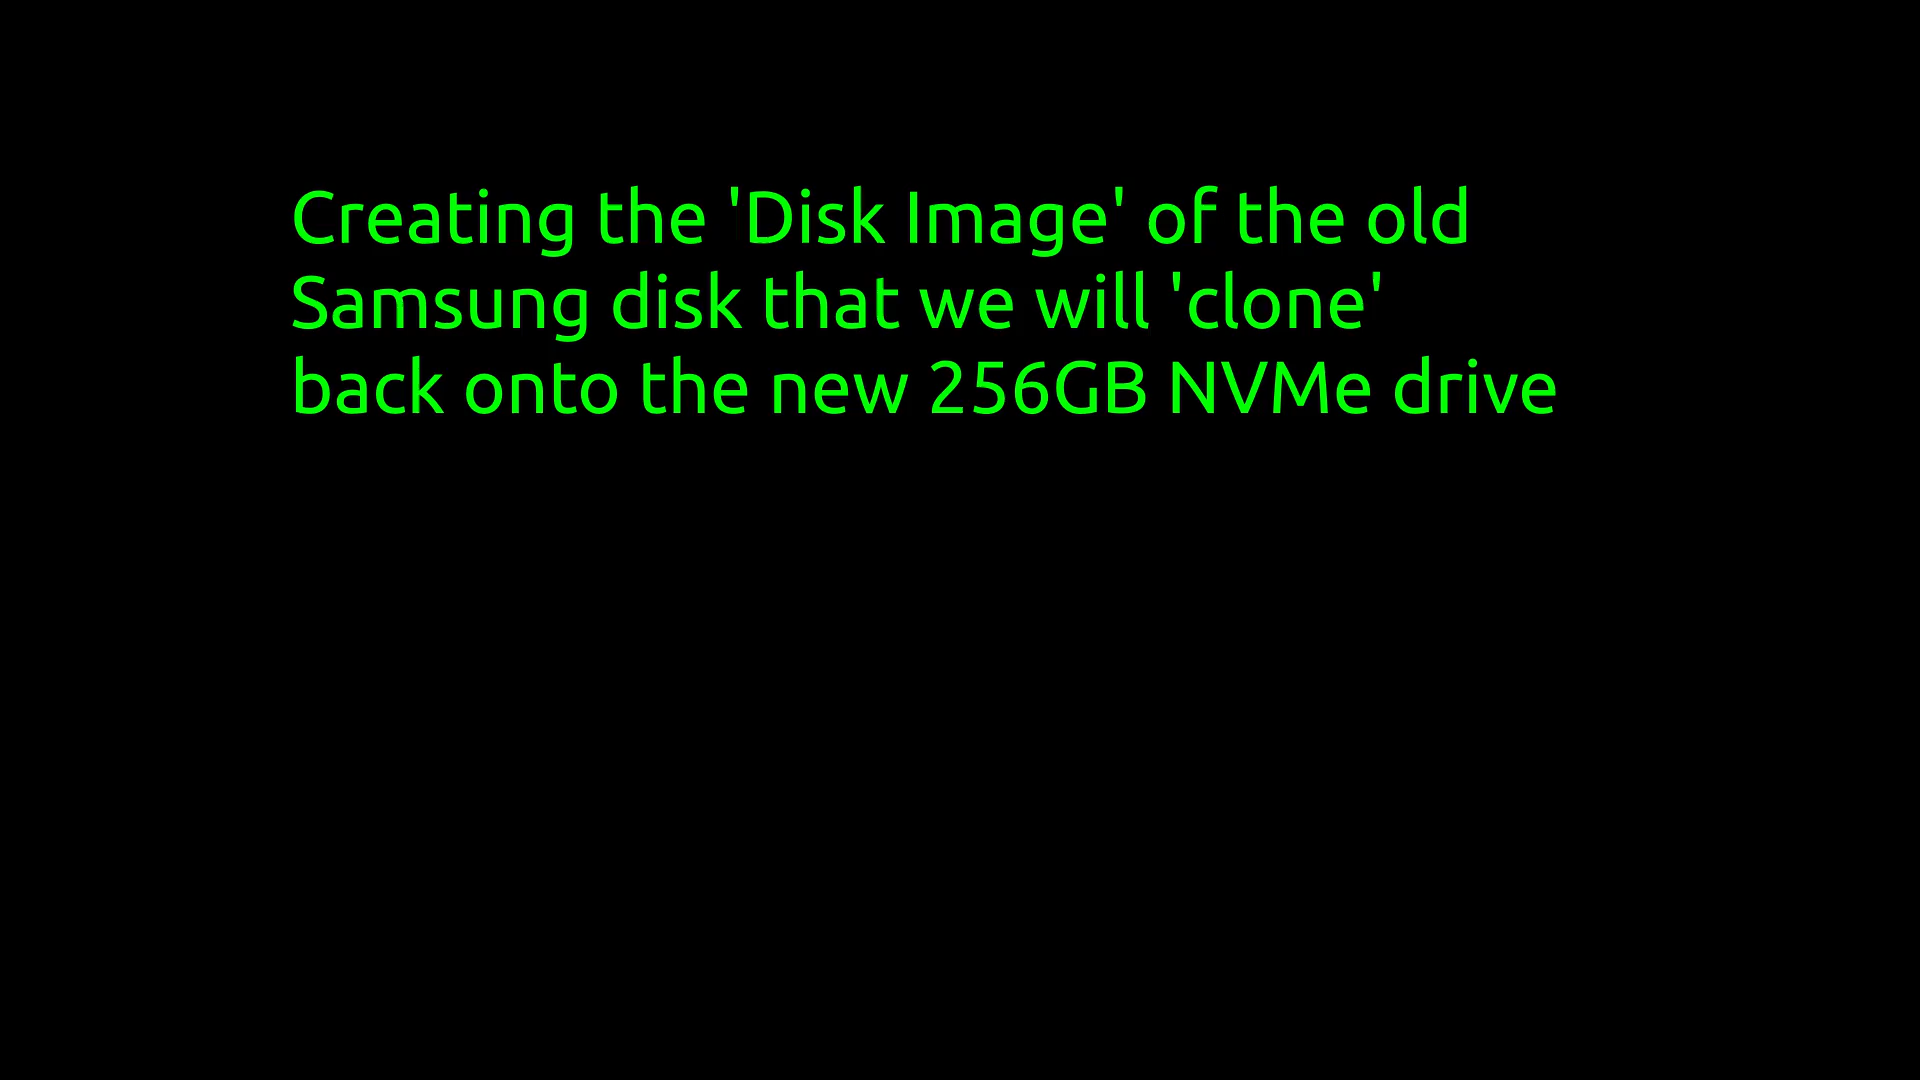 Creating the 'Disk Image' of the old
Samsung disk that we will 'clone'
back onto the new 256GB NVMe drive